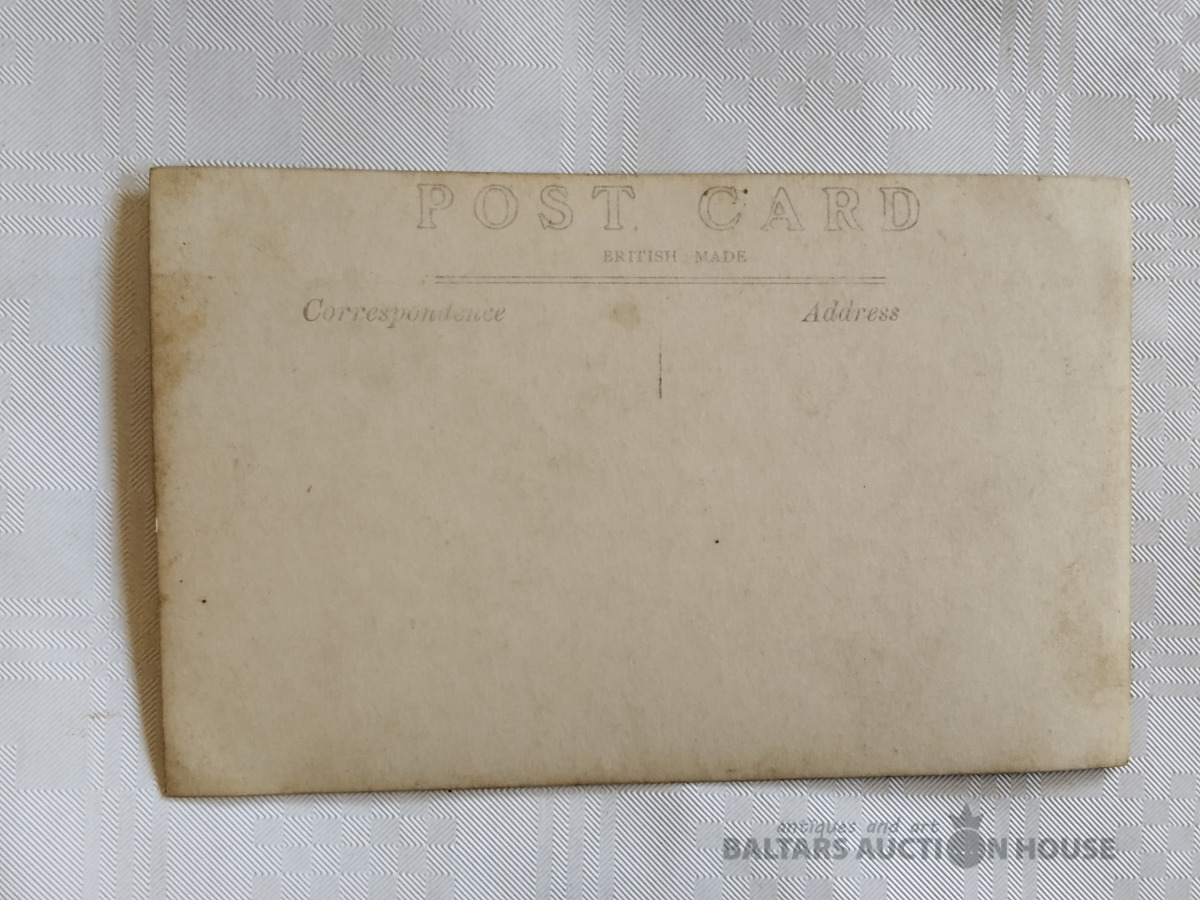 POST CARD
BRITISH MADE
Correspondence
Address
antiques and art
BALTARS AUCTION HOUSE